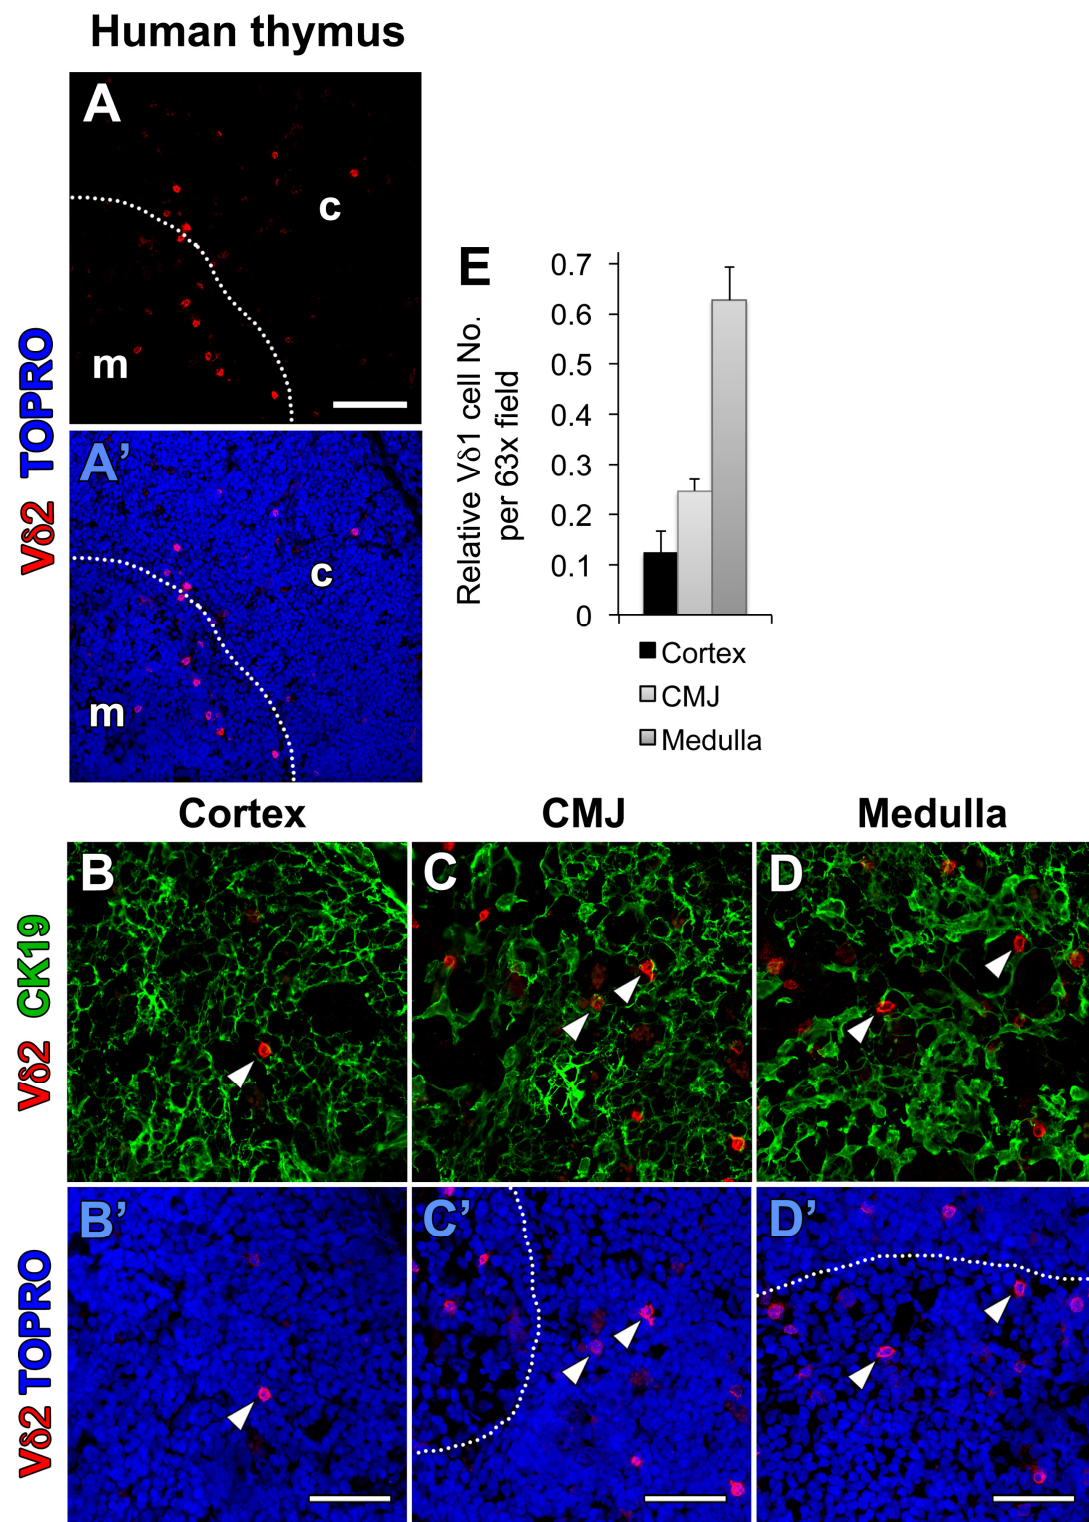 Human thymus
A
c
m
Vδ2 TOPRO
A’
c
m
E
Relative Vδ1 cell No.
per 63x field
0.7
0.6
0.5
0.4
0.3
0.2
0.1
0
Cortex
CMJ
Medulla
Cortex CMJ Medulla
Vδ2 CK19
B C D
Vδ2 TOPRO
B’ C’ D’